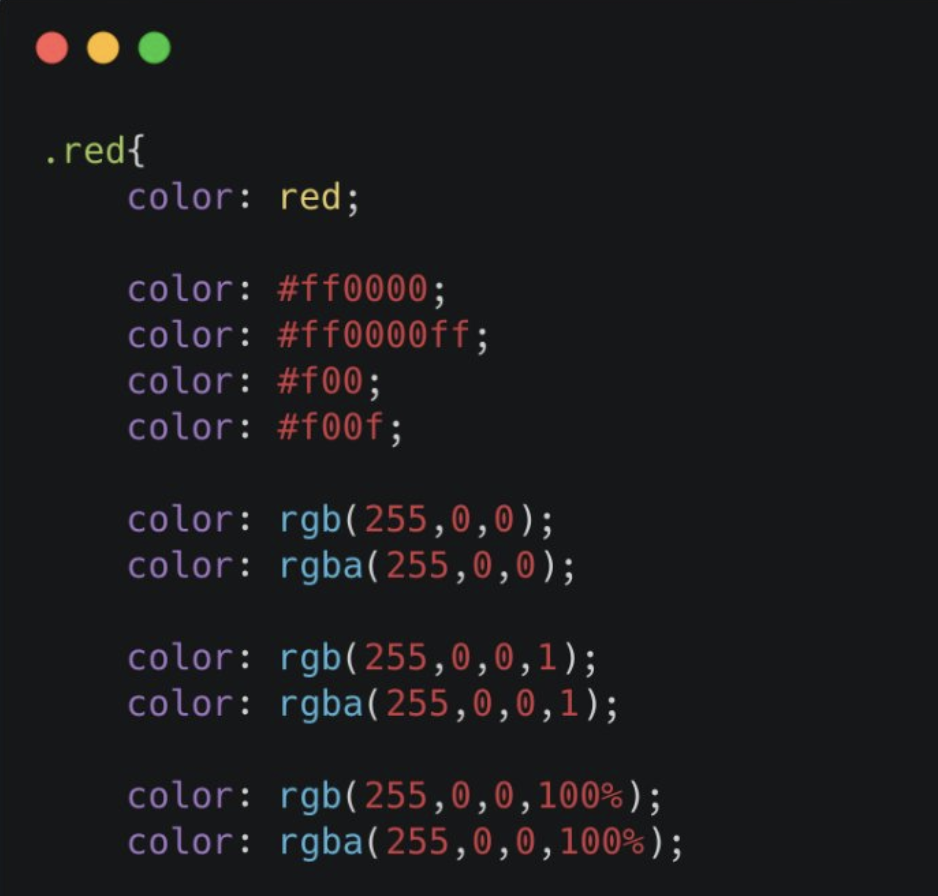 .red{
    color: red;

    color: #ff0000;
    color: #ff0000ff;
    color: #f00;
    color: #f00f;

    color: rgb(255,0,0);
    color: rgba(255,0,0);

    color: rgb(255,0,0,1);
    color: rgba(255,0,0,1);

    color: rgb(255,0,0,100%);
    color: rgba(255,0,0,100%);